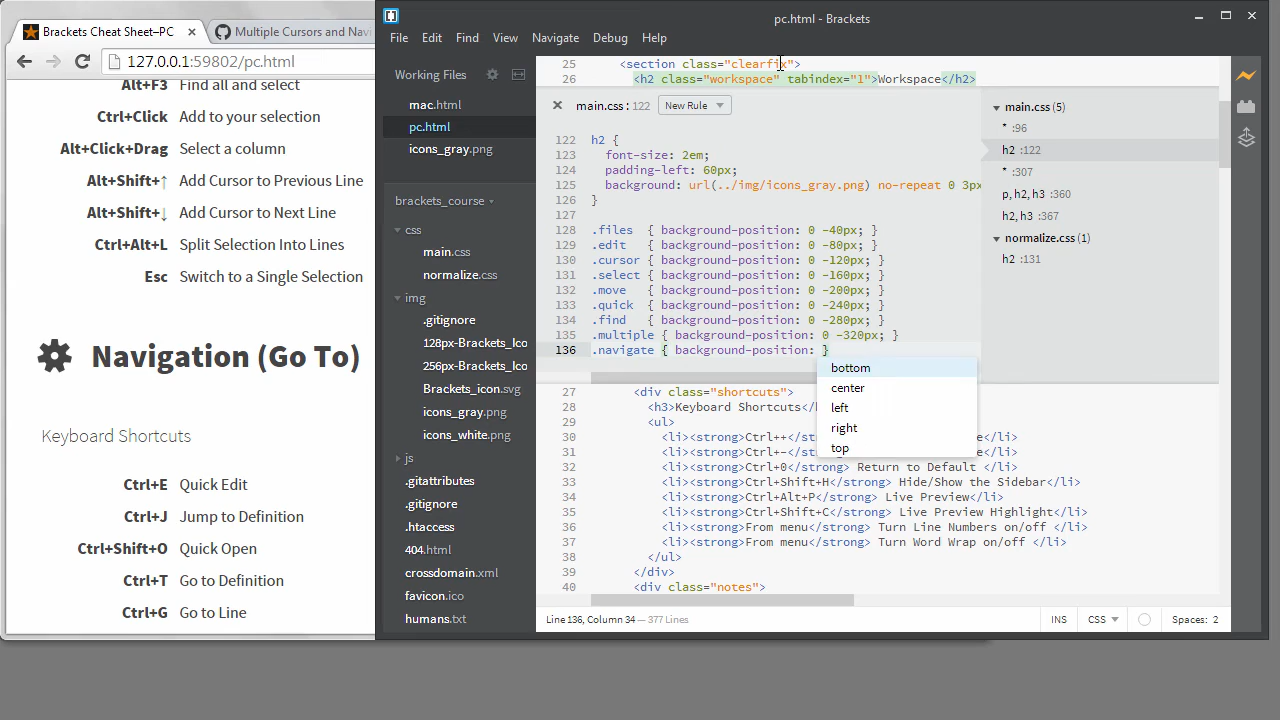 Brackets Cheat Sheet–PC
Multiple Cursors and Navi
127.0.0.1:59802/pc.html
Alt+F3 Find all and select
Ctrl+Click Add to your selection
Alt+Click+Drag Select a column
Alt+Shift+↑ Add Cursor to Previous Line
Alt+Shift+↓ Add Cursor to Next Line
Ctrl+Alt+L Split Selection Into Lines
Esc Switch to a Single Selection
Navigation (Go To)
Keyboard Shortcuts
Ctrl+E Quick Edit
Ctrl+J Jump to Definition
Ctrl+Shift+O Quick Open
Ctrl+T Go to Definition
Ctrl+G Go to Line
pc.html - Brackets
File Edit Find View Navigate Debug Help
Working Files
mac.html
pc.html
icons_gray.png
brackets_course
css
main.css
normalize.css
img
.gitignore
128px-Brackets_Ico
256px-Brackets_Ico
Brackets_icon.svg
icons_gray.png
icons_white.png
js
.gitattributes
.gitignore
.htaccess
404.html
crossdomain.xml
favicon.ico
humans.txt
25 <section class="clearfix">
26 <h2 class="workspace" tabindex="1">Workspace</h2>
main.css : 122 New Rule
122 h2 {
123 font-size: 2em;
124 padding-left: 60px;
125 background: url(../img/icons_gray.png) no-repeat 0 3px
126 }
127
128 .files { background-position: 0 -40px; }
129 .edit { background-position: 0 -80px; }
130 .cursor { background-position: 0 -120px; }
131 .select { background-position: 0 -160px; }
132 .move { background-position: 0 -200px; }
133 .quick { background-position: 0 -240px; }
134 .find { background-position: 0 -280px; }
135 .multiple { background-position: 0 -320px; }
136 .navigate { background-position: }
bottom
center
left
right
top
main.css (5)
* :96
h2 :122
* :307
p, h2, h3 :360
h2, h3 :367
normalize.css (1)
h2 :131
27 <div class="shortcuts">
28 <h3>Keyboard Shortcuts</h
29 <ul>
30 <li><strong>Ctrl++</st e</li>
31 <li><strong>Ctrl+-</st e</li>
32 <li><strong>Ctrl+0</strong> Return to Default </li>
33 <li><strong>Ctrl+Shift+H</strong> Hide/Show the Sidebar</li>
34 <li><strong>Ctrl+Alt+P</strong> Live Preview</li>
35 <li><strong>Ctrl+Shift+C</strong> Live Preview Highlight</li>
36 <li><strong>From menu</strong> Turn Line Numbers on/off </li>
37 <li><strong>From menu</strong> Turn Word Wrap on/off </li>
38 </ul>
39 </div>
40 <div class="notes">
Line 136, Column 34 — 377 Lines
INS CSS Spaces: 2